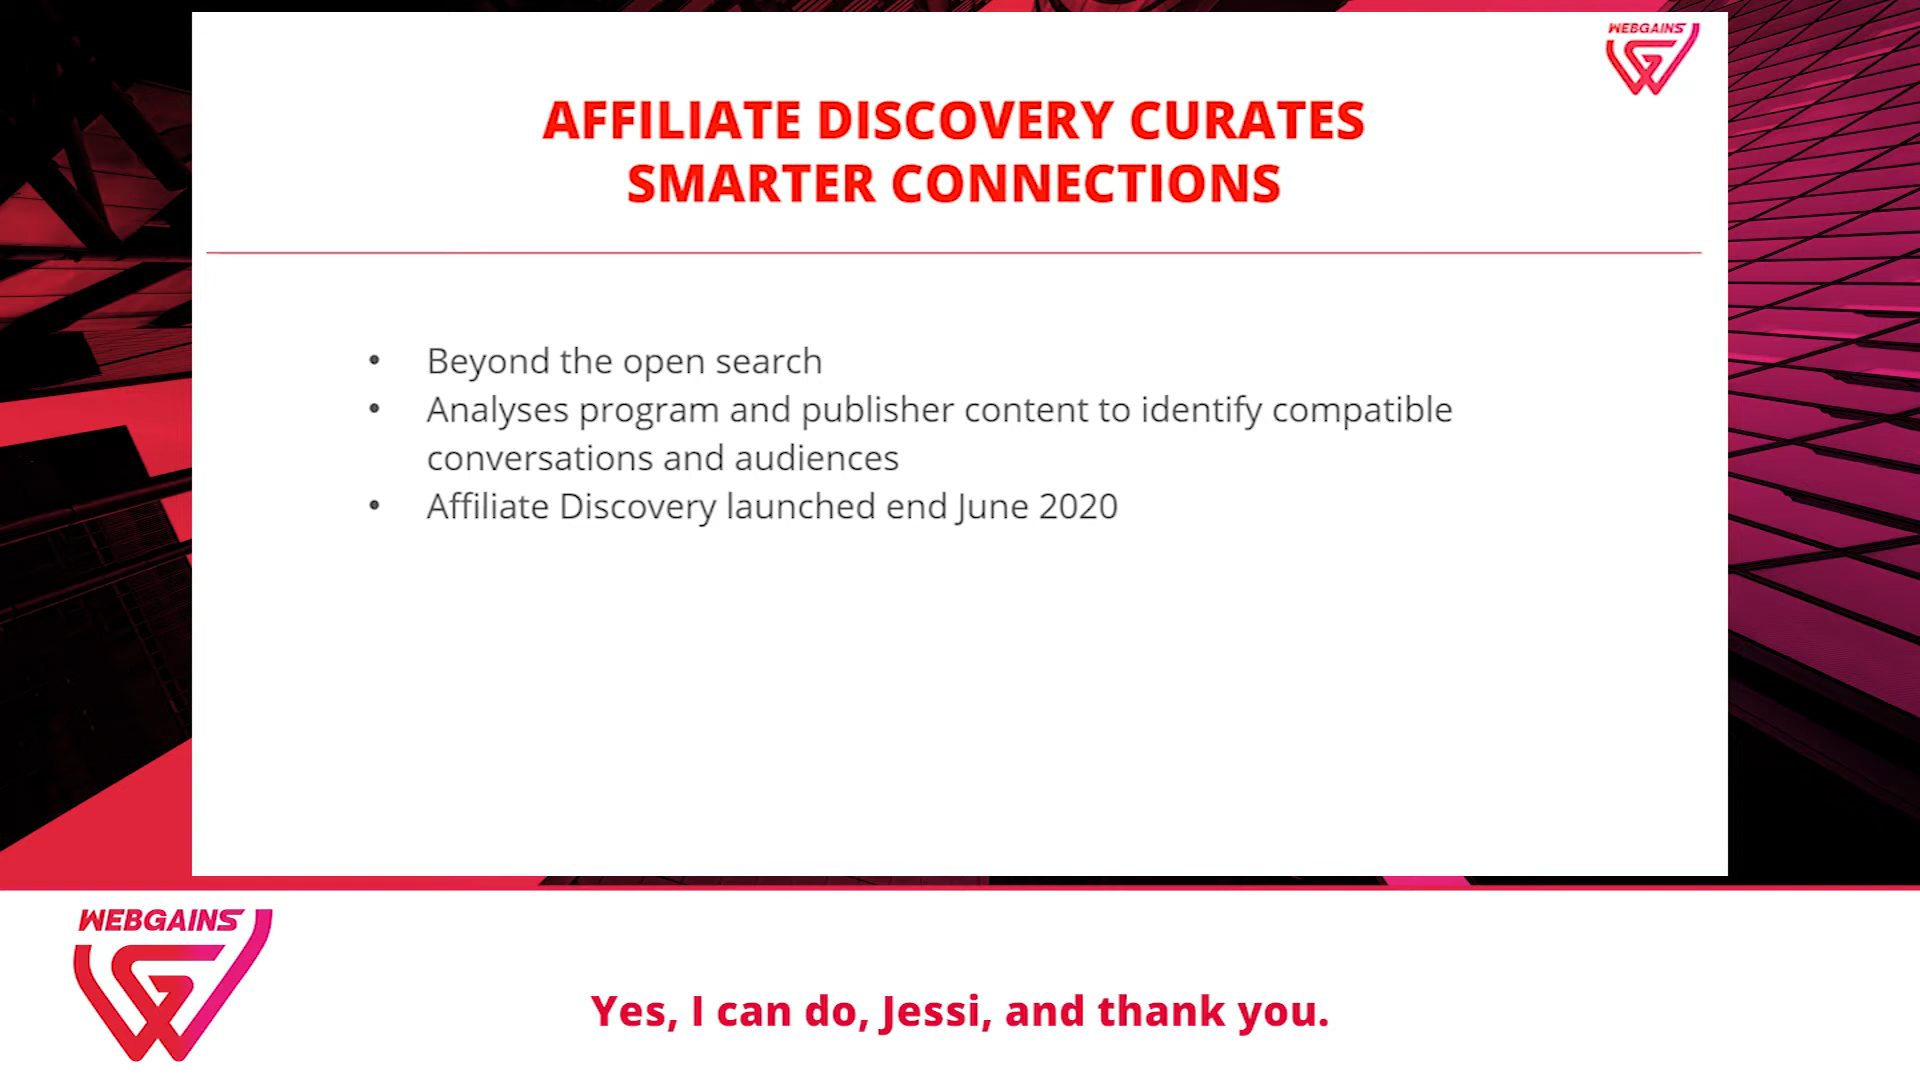 WEBGAINS
AFFILIATE DISCOVERY CURATES
SMARTER CONNECTIONS
• Beyond the open search
• Analyses program and publisher content to identify compatible
conversations and audiences
• Affiliate Discovery launched end June 2020
WEBGAINS
Yes, I can do, Jessi, and thank you.